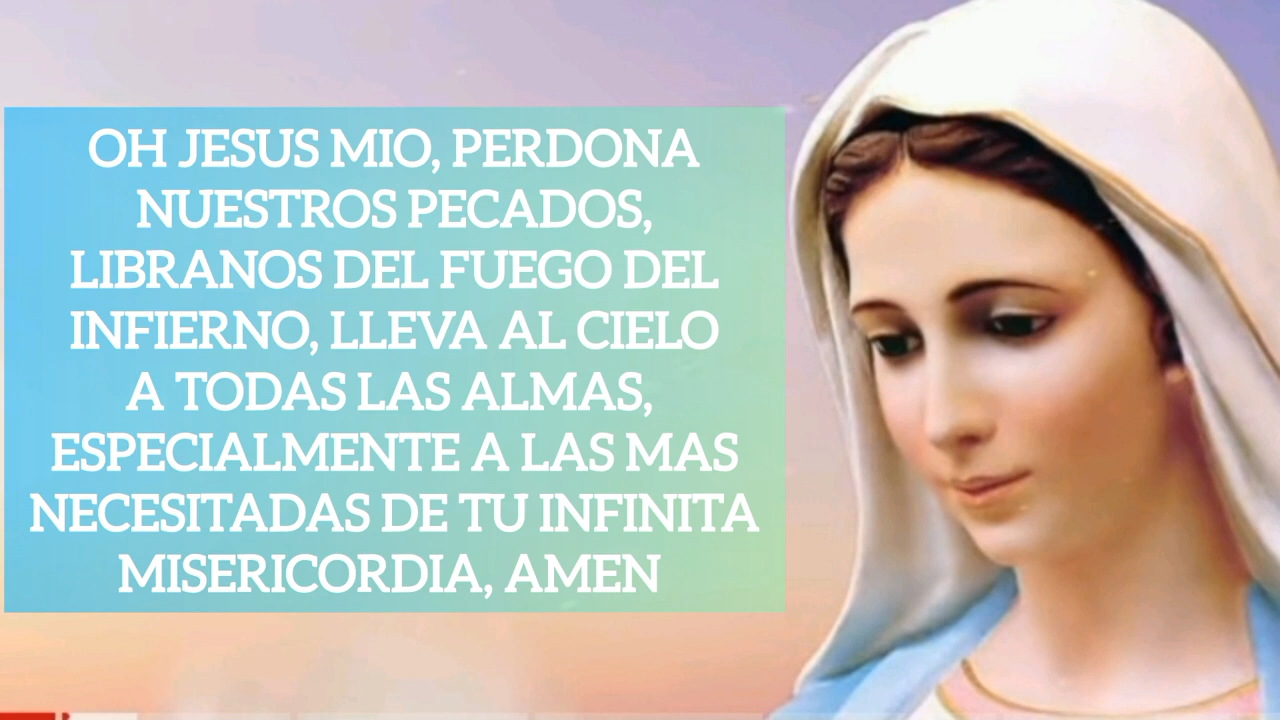 OH JESUS MIO, PERDONA
NUESTROS PECADOS,
LIBRANOS DEL FUEGO DEL
INFIERNO, LLEVA AL CIELO
A TODAS LAS ALMAS,
ESPECIALMENTE A LAS MAS
NECESITADAS DE TU INFINITA
MISERICORDIA, AMEN